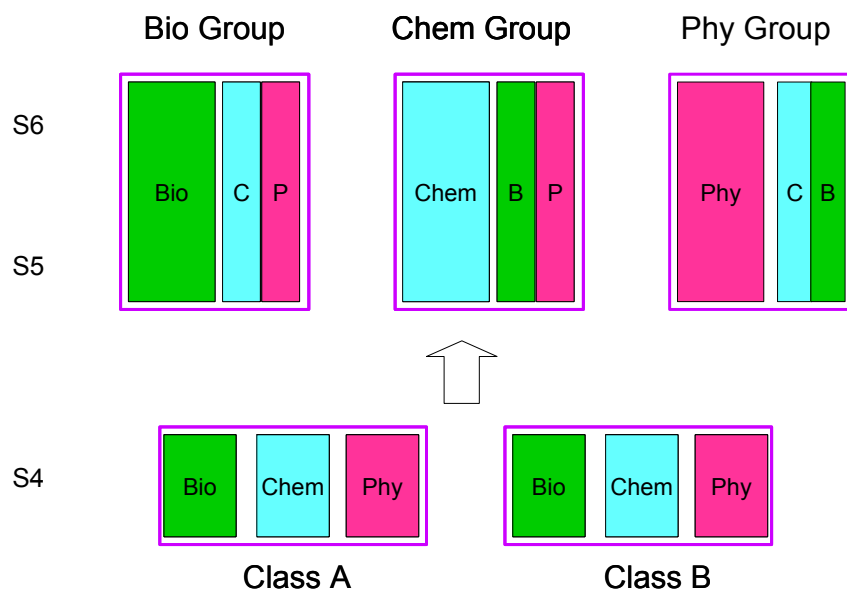 Bio Group Chem Group Phy Group
S6
Bio C P Chem B P Phy C B
S5
S4
Bio Chem Phy Bio Chem Phy
Class A Class B